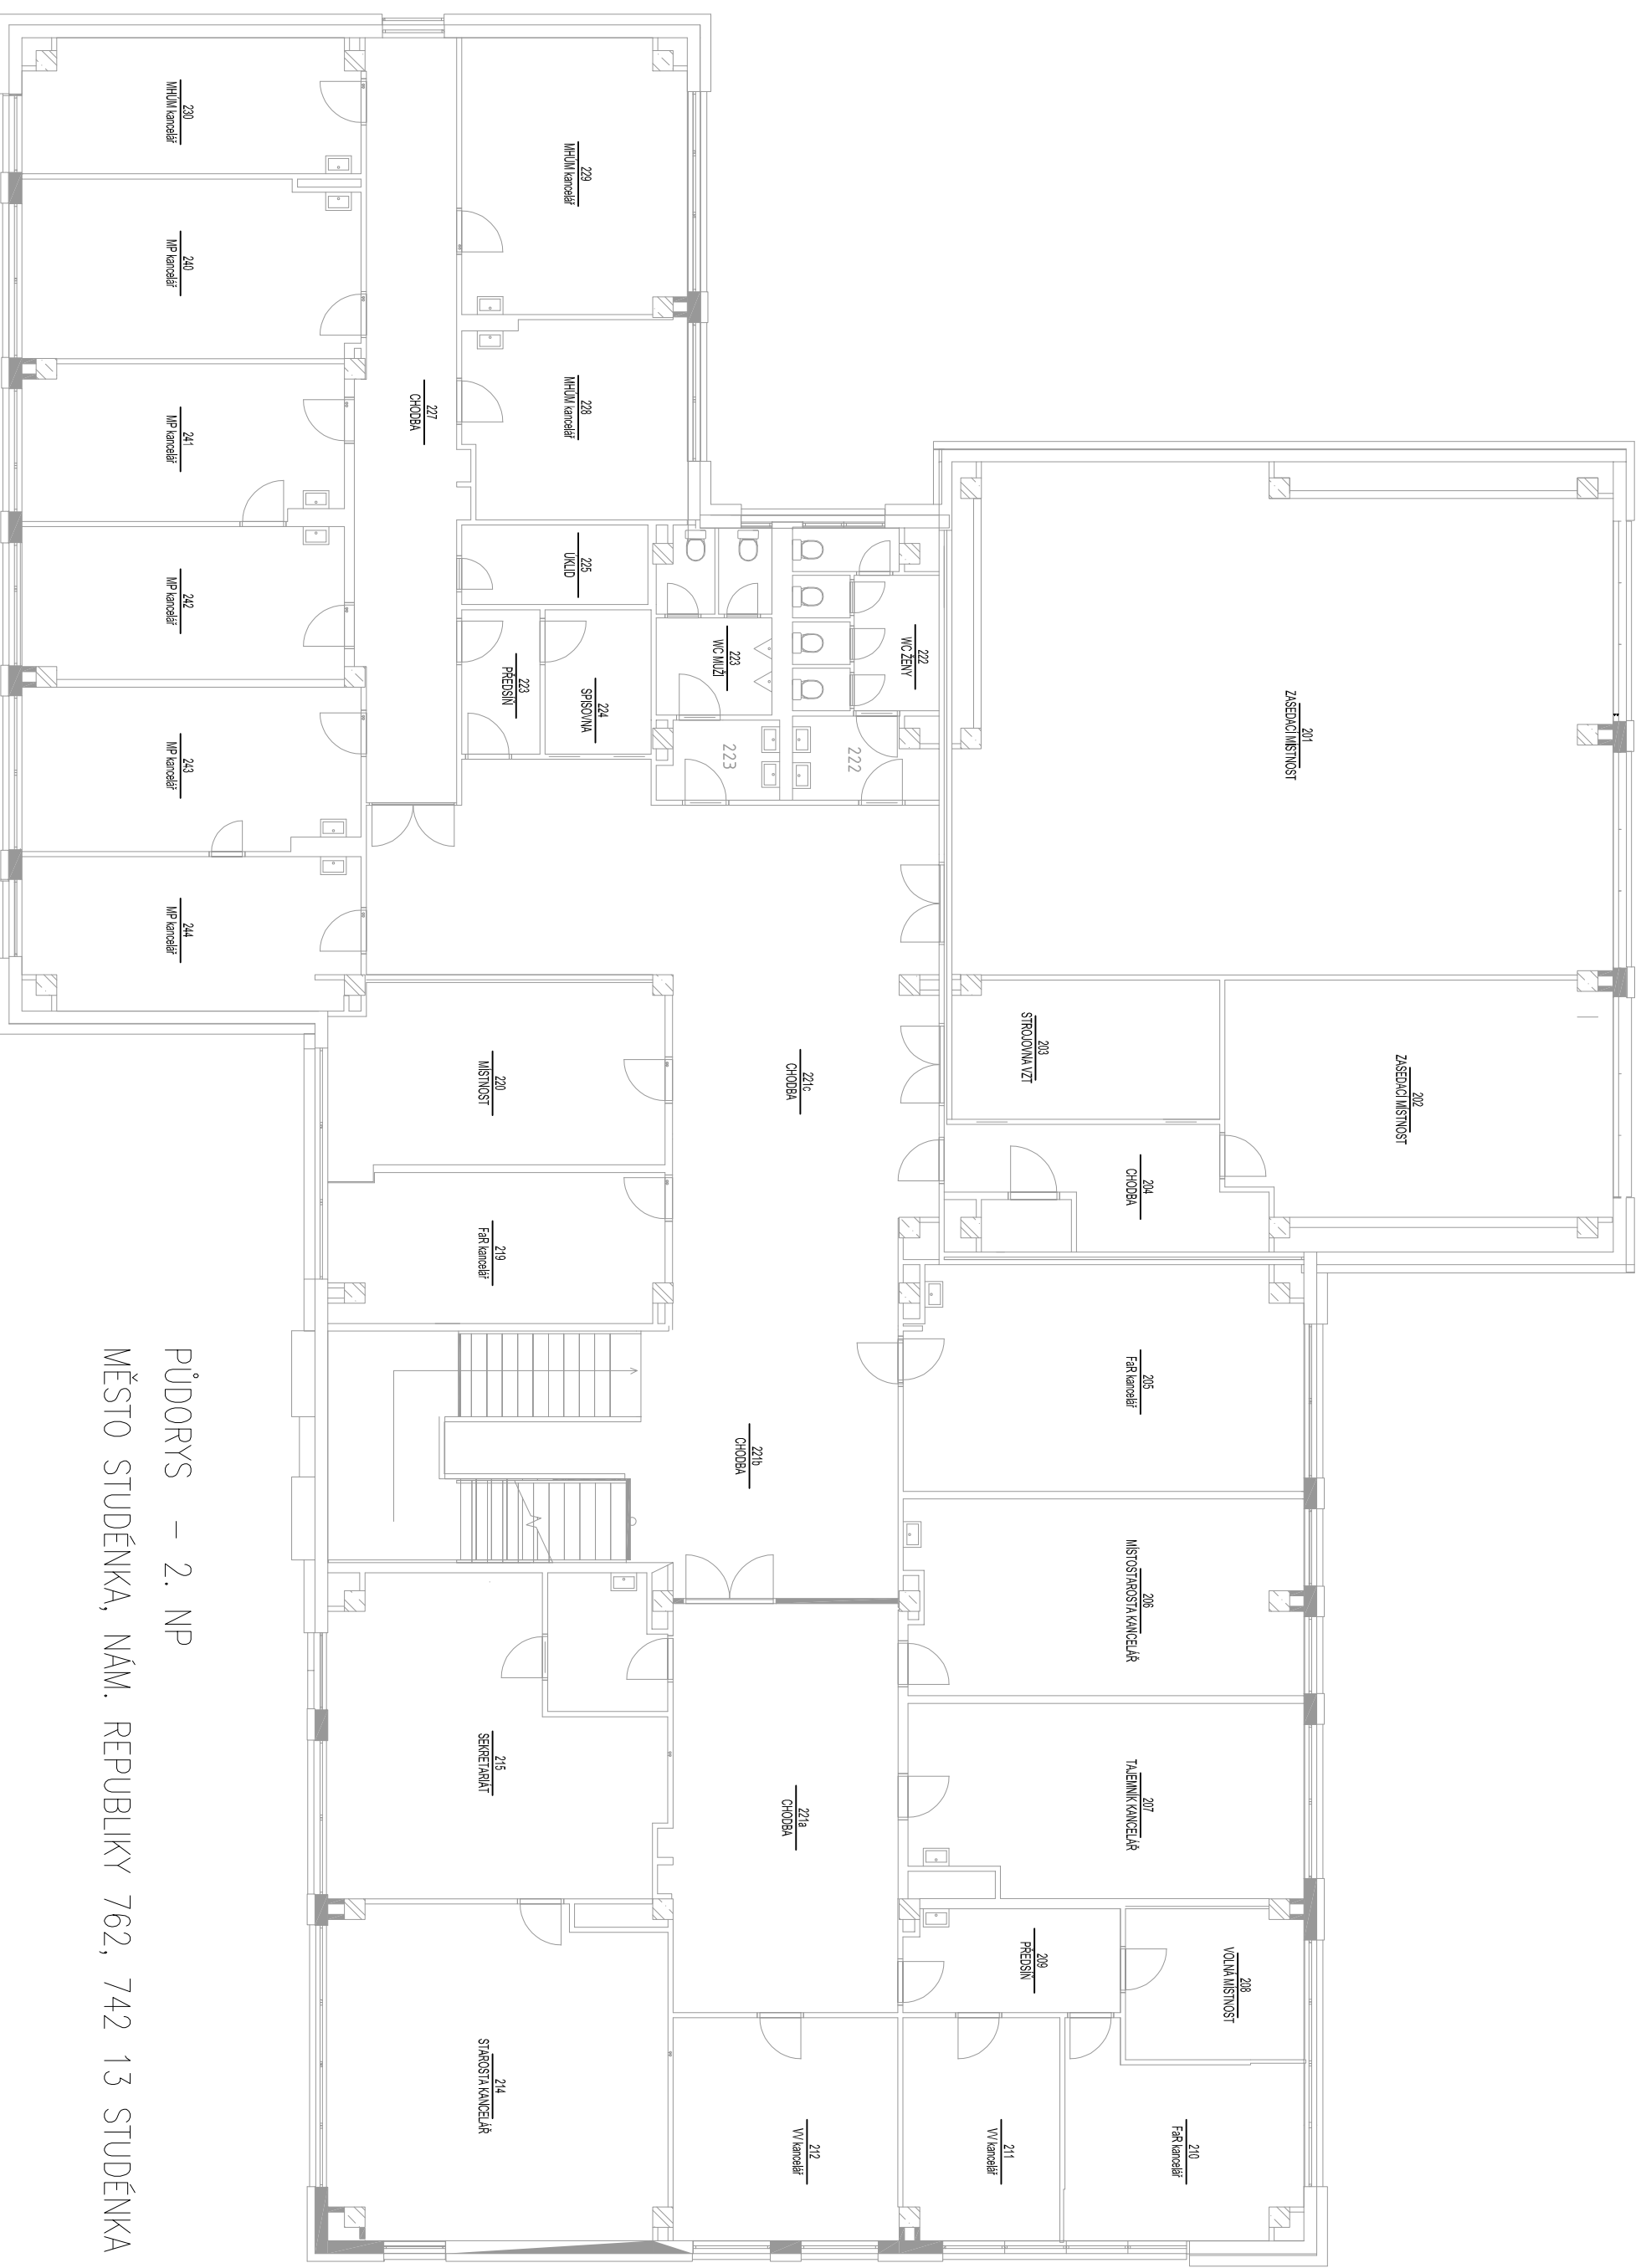 201
ZASEDACÍ MÍSTNOST
202
ZASEDACÍ MÍSTNOST
203
STROJOVNA VZT
204
CHODBA
205
FaR kancelář
206
MÍSTOSTAROSTA KANCELÁŘ
207
TAJEMNÍK KANCELÁŘ
208
VOLNÁ MÍSTNOST
209
PŘEDSÍŇ
210
FaR kancelář
211
VV kancelář
212
VV kancelář
214
STAROSTA KANCELÁŘ
215
SEKRETARIÁT
219
FaR kancelář
220
MÍSTNOST
221a
CHODBA
221b
CHODBA
221c
CHODBA
222
WC ŽENY
222
223
WC MUŽI
223
223
PŘEDSÍŇ
224
SPISOVNA
225
ÚKLID
227
CHODBA
228
MHÚM kancelář
229
MHÚM kancelář
230
MHÚM kancelář
240
MP kancelář
241
MP kancelář
242
MP kancelář
243
MP kancelář
244
MP kancelář
PŮDORYS - 2. NP
MĚSTO STUDÉNKA, NÁM. REPUBLIKY 762, 742 13 STUDÉNKA